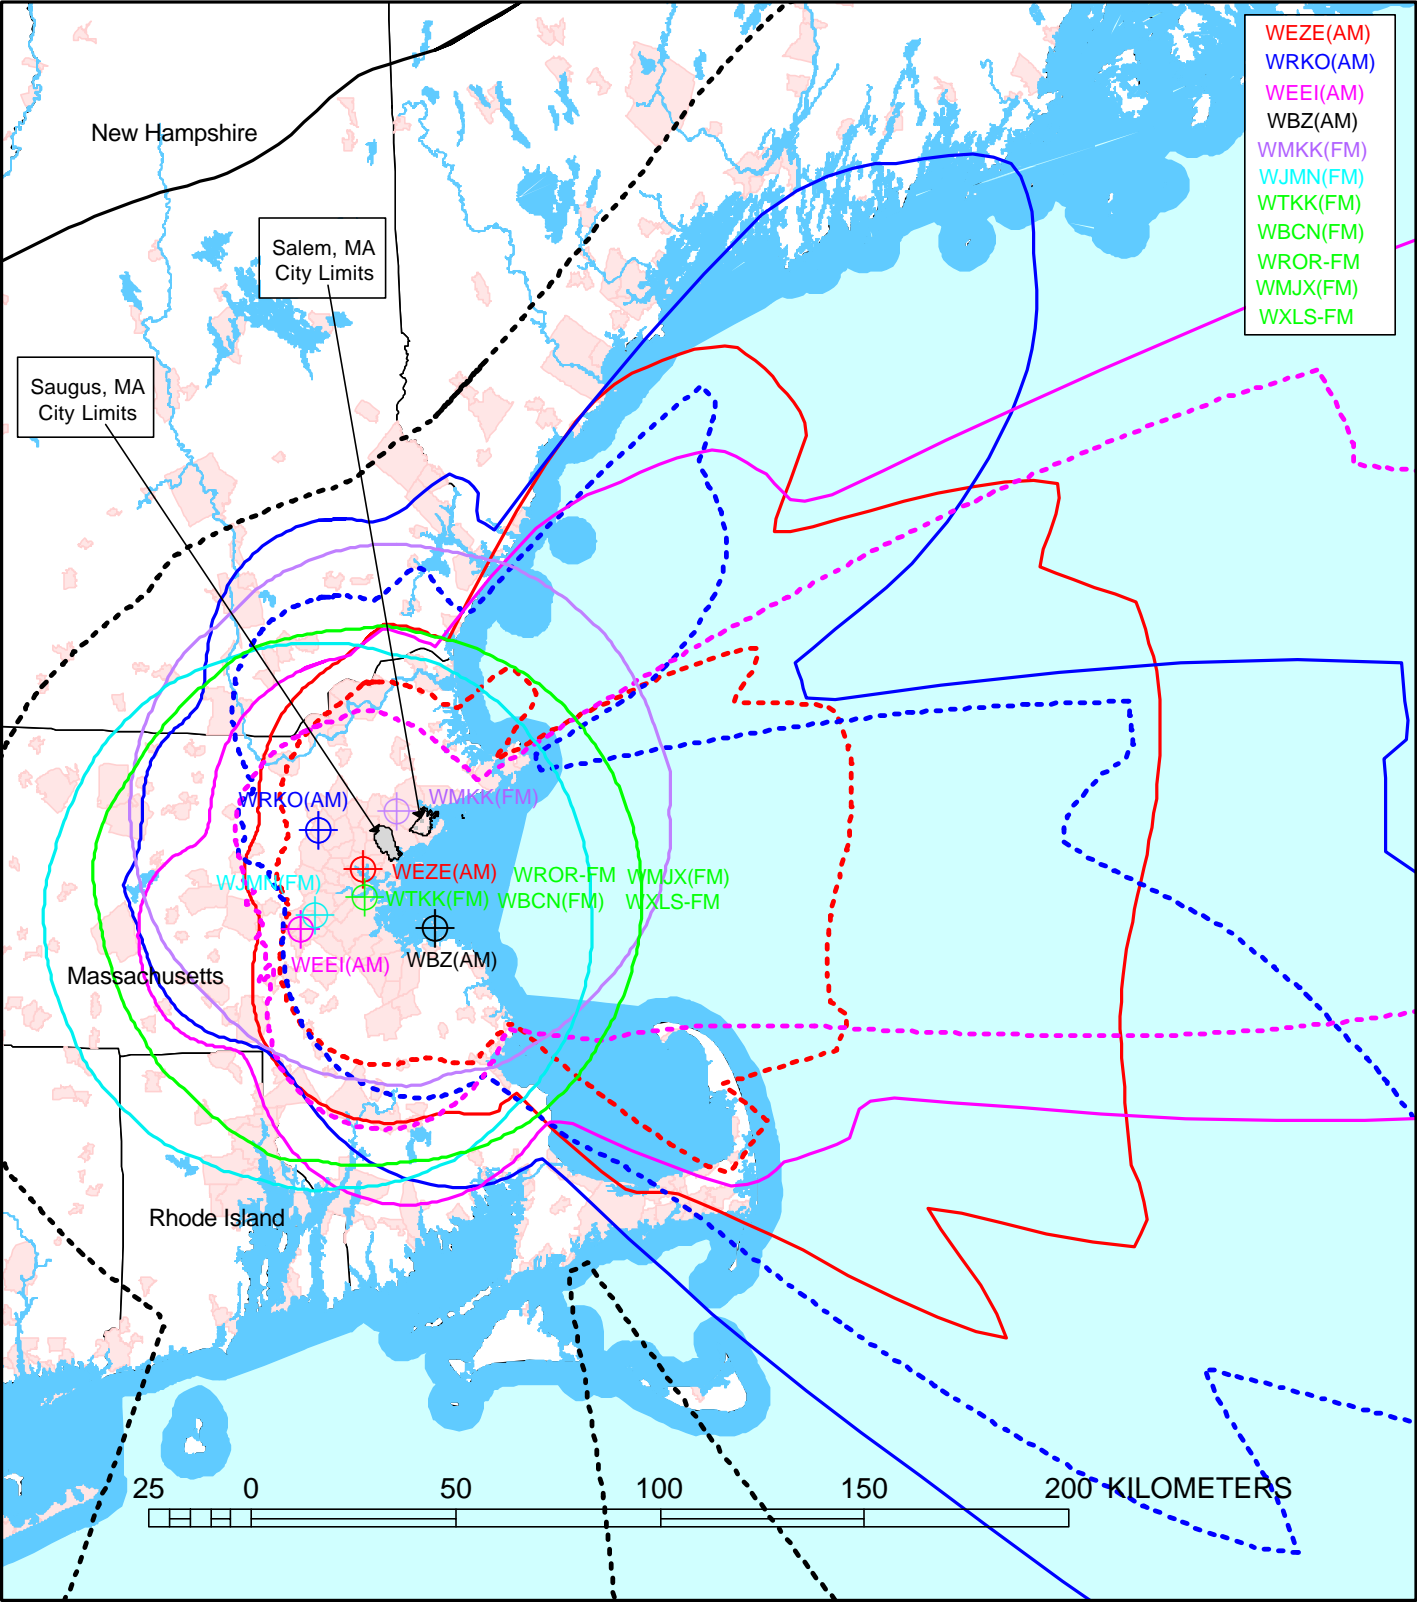 WEZE(AM)
WRKO(AM)
WEEI(AM)
WBZ(AM)
WMKK(FM)
WJMN(FM)
WTKK(FM)
WBCN(FM)
WROR-FM
WMJX(FM)
WXLS-FM
New Hampshire
Salem, MA
City Limits
Saugus, MA
City Limits
WRKO(AM)
WMKK(FM)
WEZE(AM)
WROR-FM
WMJX(FM)
WJMN(FM)
WTKK(FM)
WBCN(FM)
WXLS-FM
WEEI(AM)
WBZ(AM)
Massachusetts
Rhode Island
25 0 50 100 150 200 KILOMETERS